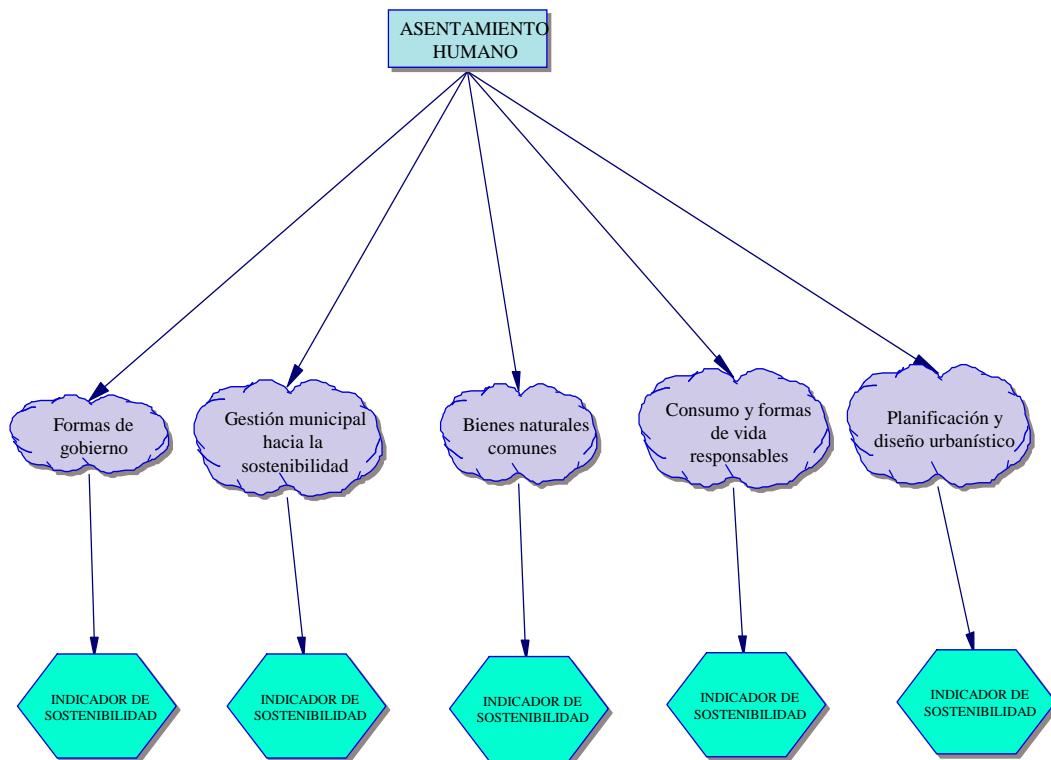 ASENTAMIENTO
HUMANO
Formas de
gobierno
Gestión municipal
hacia la
sostenibilidad
Bienes naturales
comunes
Consumo y formas
de vida
responsables
Planificación y
diseño urbanístico
INDICADOR DE
SOSTENIBILIDAD
INDICADOR DE
SOSTENIBILIDAD
INDICADOR DE
SOSTENIBILIDAD
INDICADOR DE
SOSTENIBILIDAD
INDICADOR DE
SOSTENIBILIDAD